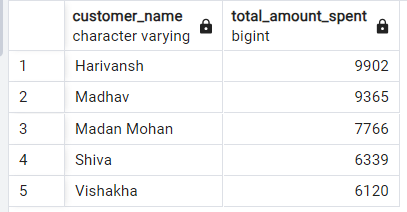 customer_name total_amount_spent
character varying bigint
1 Harivansh 9902
2 Madhav 9365
3 Madan Mohan 7766
4 Shiva 6339
5 Vishakha 6120